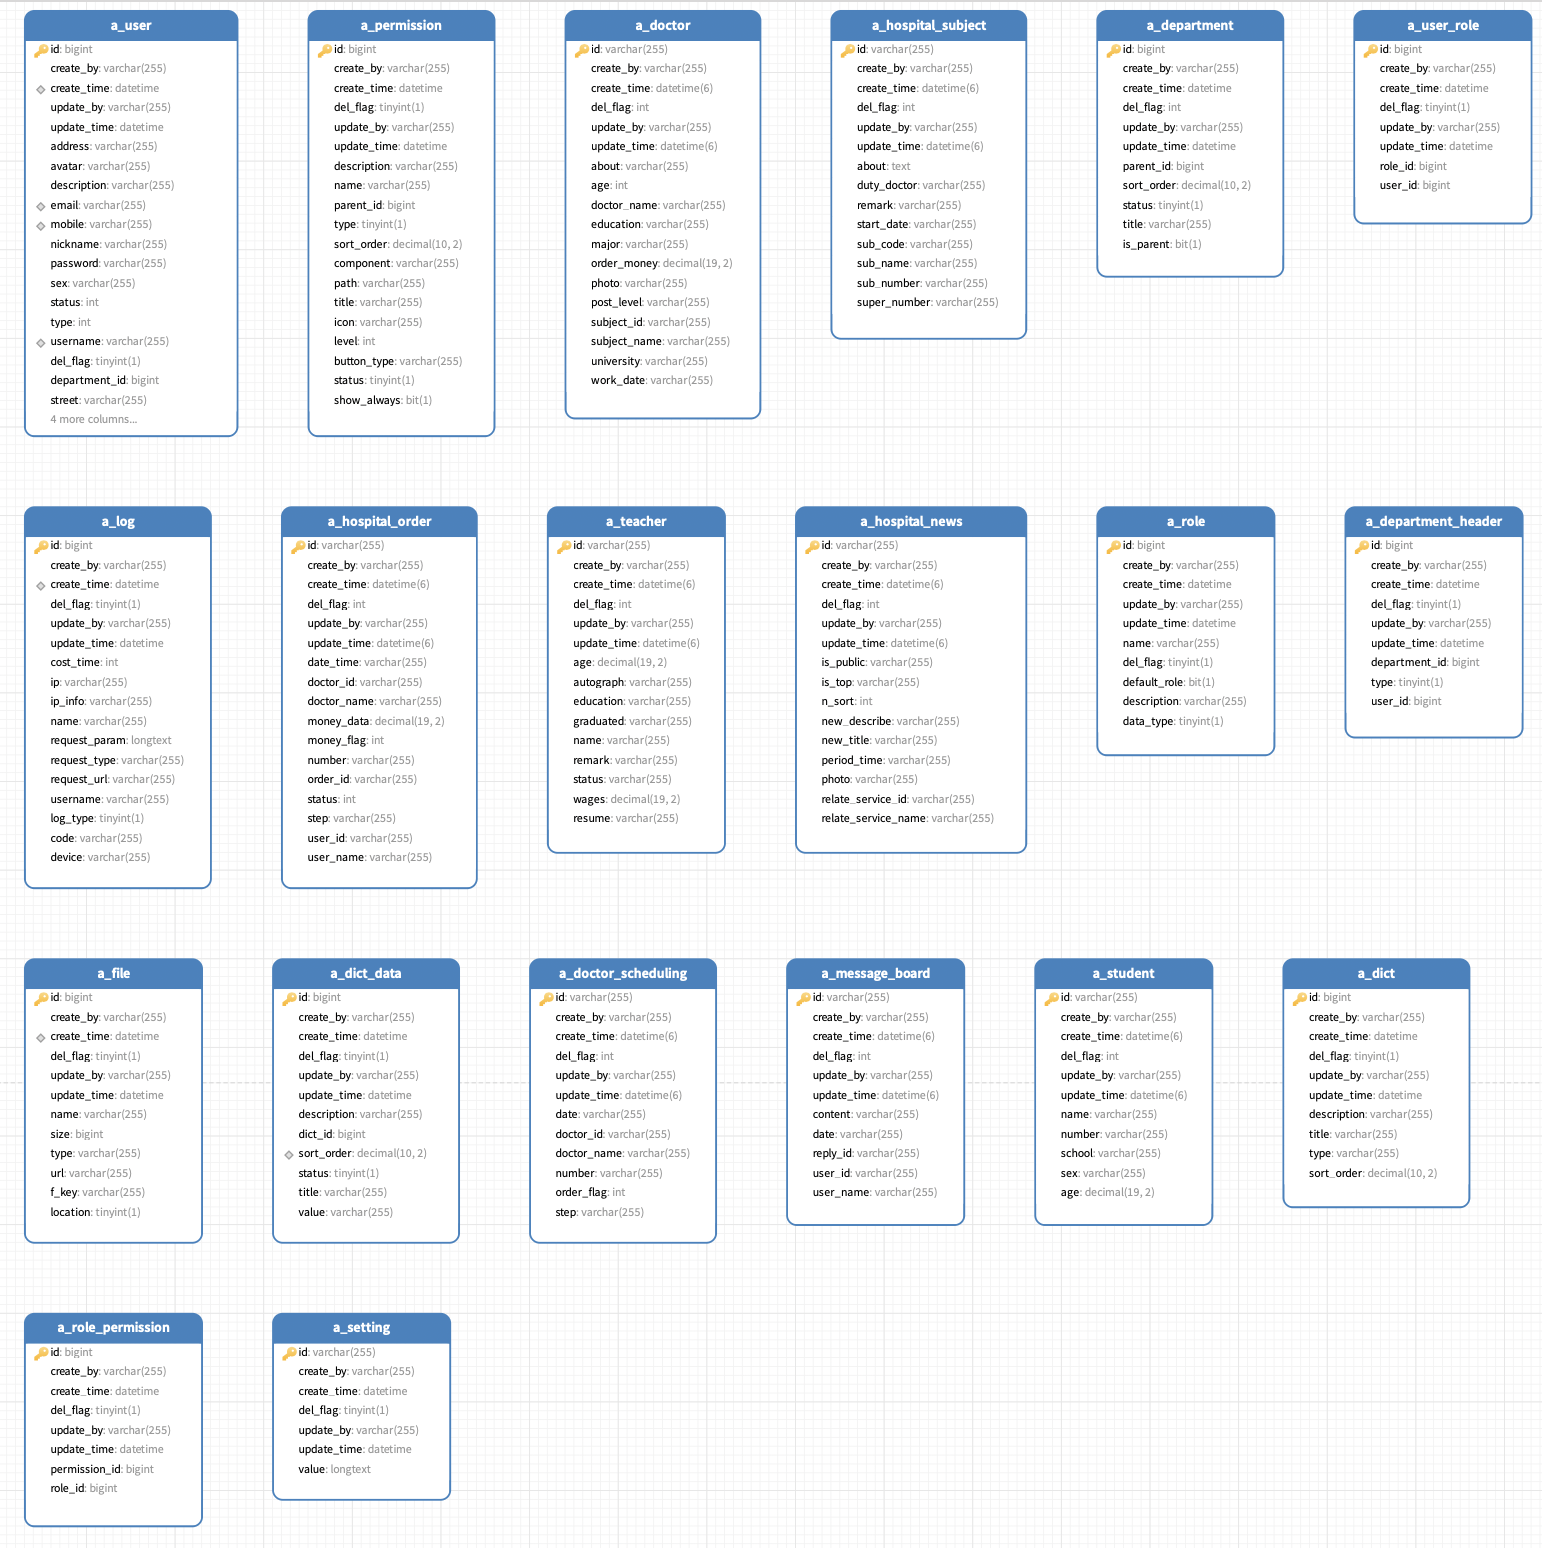 a_user
id: bigint
create_by: varchar(255)
create_time: datetime
update_by: varchar(255)
update_time: datetime
address: varchar(255)
avatar: varchar(255)
description: varchar(255)
email: varchar(255)
mobile: varchar(255)
nickname: varchar(255)
password: varchar(255)
sex: varchar(255)
status: int
type: int
username: varchar(255)
del_flag: tinyint(1)
department_id: bigint
street: varchar(255)
4 more columns...
a_permission
id: bigint
create_by: varchar(255)
create_time: datetime
del_flag: tinyint(1)
update_by: varchar(255)
update_time: datetime
description: varchar(255)
name: varchar(255)
parent_id: bigint
type: tinyint(1)
sort_order: decimal(10, 2)
component: varchar(255)
path: varchar(255)
title: varchar(255)
icon: varchar(255)
level: int
button_type: varchar(255)
status: tinyint(1)
show_always: bit(1)
a_doctor
id: varchar(255)
create_by: varchar(255)
create_time: datetime(6)
del_flag: int
update_by: varchar(255)
update_time: datetime(6)
about: varchar(255)
age: int
doctor_name: varchar(255)
education: varchar(255)
major: varchar(255)
order_money: decimal(19, 2)
photo: varchar(255)
post_level: varchar(255)
subject_id: varchar(255)
subject_name: varchar(255)
university: varchar(255)
work_date: varchar(255)
a_hospital_subject
id: varchar(255)
create_by: varchar(255)
create_time: datetime(6)
del_flag: int
update_by: varchar(255)
update_time: datetime(6)
about: text
duty_doctor: varchar(255)
remark: varchar(255)
start_date: varchar(255)
sub_code: varchar(255)
sub_name: varchar(255)
sub_number: varchar(255)
super_number: varchar(255)
a_department
id: bigint
create_by: varchar(255)
create_time: datetime
del_flag: int
update_by: varchar(255)
update_time: datetime
parent_id: bigint
sort_order: decimal(10, 2)
status: tinyint(1)
title: varchar(255)
is_parent: bit(1)
a_user_role
id: bigint
create_by: varchar(255)
create_time: datetime
del_flag: tinyint(1)
update_by: varchar(255)
update_time: datetime
role_id: bigint
user_id: bigint
a_log
id: bigint
create_by: varchar(255)
create_time: datetime
del_flag: tinyint(1)
update_by: varchar(255)
update_time: datetime
cost_time: int
ip: varchar(255)
ip_info: varchar(255)
name: varchar(255)
request_param: longtext
request_type: varchar(255)
request_url: varchar(255)
username: varchar(255)
log_type: tinyint(1)
code: varchar(255)
device: varchar(255)
a_hospital_order
id: varchar(255)
create_by: varchar(255)
create_time: datetime(6)
del_flag: int
update_by: varchar(255)
update_time: datetime(6)
date_time: varchar(255)
doctor_id: varchar(255)
doctor_name: varchar(255)
money_data: decimal(19, 2)
money_flag: int
number: varchar(255)
order_id: varchar(255)
status: int
step: varchar(255)
user_id: varchar(255)
user_name: varchar(255)
a_teacher
id: varchar(255)
create_by: varchar(255)
create_time: datetime(6)
del_flag: int
update_by: varchar(255)
update_time: datetime(6)
age: decimal(19, 2)
autograph: varchar(255)
education: varchar(255)
graduated: varchar(255)
name: varchar(255)
remark: varchar(255)
status: varchar(255)
wages: decimal(19, 2)
resume: varchar(255)
a_hospital_news
id: varchar(255)
create_by: varchar(255)
create_time: datetime(6)
del_flag: int
update_by: varchar(255)
update_time: datetime(6)
is_public: varchar(255)
is_top: varchar(255)
n_sort: int
new_describe: varchar(255)
new_title: varchar(255)
period_time: varchar(255)
photo: varchar(255)
relate_service_id: varchar(255)
relate_service_name: varchar(255)
a_role
id: bigint
create_by: varchar(255)
create_time: datetime
update_by: varchar(255)
update_time: datetime
name: varchar(255)
del_flag: tinyint(1)
default_role: bit(1)
description: varchar(255)
data_type: tinyint(1)
a_department_header
id: bigint
create_by: varchar(255)
create_time: datetime
del_flag: tinyint(1)
update_by: varchar(255)
update_time: datetime
department_id: bigint
type: tinyint(1)
user_id: bigint
a_file
id: bigint
create_by: varchar(255)
create_time: datetime
del_flag: tinyint(1)
update_by: varchar(255)
update_time: datetime
name: varchar(255)
size: bigint
type: varchar(255)
url: varchar(255)
f_key: varchar(255)
location: tinyint(1)
a_dict_data
id: bigint
create_by: varchar(255)
create_time: datetime
del_flag: tinyint(1)
update_by: varchar(255)
update_time: datetime
description: varchar(255)
dict_id: bigint
sort_order: decimal(10, 2)
status: tinyint(1)
title: varchar(255)
value: varchar(255)
a_doctor_scheduling
id: varchar(255)
create_by: varchar(255)
create_time: datetime(6)
del_flag: int
update_by: varchar(255)
update_time: datetime(6)
date: varchar(255)
doctor_id: varchar(255)
doctor_name: varchar(255)
number: varchar(255)
order_flag: int
step: varchar(255)
a_message_board
id: varchar(255)
create_by: varchar(255)
create_time: datetime(6)
del_flag: int
update_by: varchar(255)
update_time: datetime(6)
content: varchar(255)
date: varchar(255)
reply_id: varchar(255)
user_id: varchar(255)
user_name: varchar(255)
a_student
id: varchar(255)
create_by: varchar(255)
create_time: datetime(6)
del_flag: int
update_by: varchar(255)
update_time: datetime(6)
name: varchar(255)
number: varchar(255)
school: varchar(255)
sex: varchar(255)
age: decimal(19, 2)
a_dict
id: bigint
create_by: varchar(255)
create_time: datetime
del_flag: tinyint(1)
update_by: varchar(255)
update_time: datetime
description: varchar(255)
title: varchar(255)
type: varchar(255)
sort_order: decimal(10, 2)
a_role_permission
id: bigint
create_by: varchar(255)
create_time: datetime
del_flag: tinyint(1)
update_by: varchar(255)
update_time: datetime
permission_id: bigint
role_id: bigint
a_setting
id: varchar(255)
create_by: varchar(255)
create_time: datetime
del_flag: tinyint(1)
update_by: varchar(255)
update_time: datetime
value: longtext